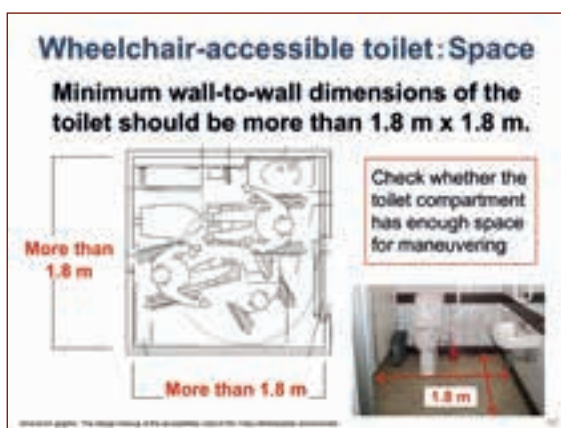 Wheelchair-accessible toilet: Space
Minimum wall-to-wall dimensions of the
toilet should be more than 1.8 m x 1.8 m.
Check whether the
toilet compartment
has enough space
for maneuvering
More than
1.8 m
More than 1.8 m
1.8 m